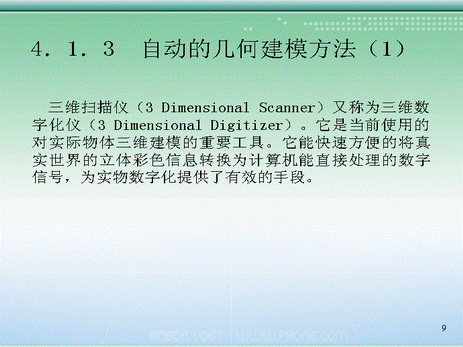 4．1．3　自动的几何建模方法（1）
三维扫描仪（3 Dimensional Scanner）又称为三维数
字化仪（3 Dimensional Digitizer）。它是当前使用的
对实际物体三维建模的重要工具。它能快速方便的将真
实世界的立体彩色信息转换为计算机能直接处理的数字
信号，为实物数字化提供了有效的手段。
9